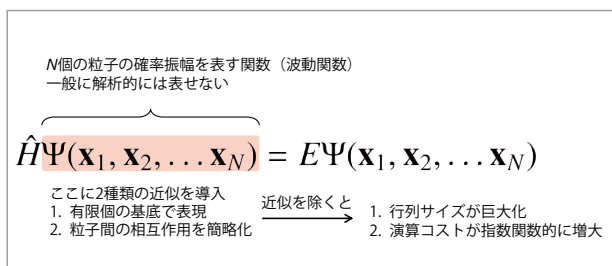 N個の粒子の確率振幅を表す関数（波動関数）
一般に解析的には表せない
ĤΨ(x₁, x₂, . . . x_N) = EΨ(x₁, x₂, . . . x_N)
ここに2種類の近似を導入
1. 有限個の基底で表現
2. 粒子間の相互作用を簡略化
近似を除くと
1. 行列サイズが巨大化
2. 演算コストが指数関数的に増大